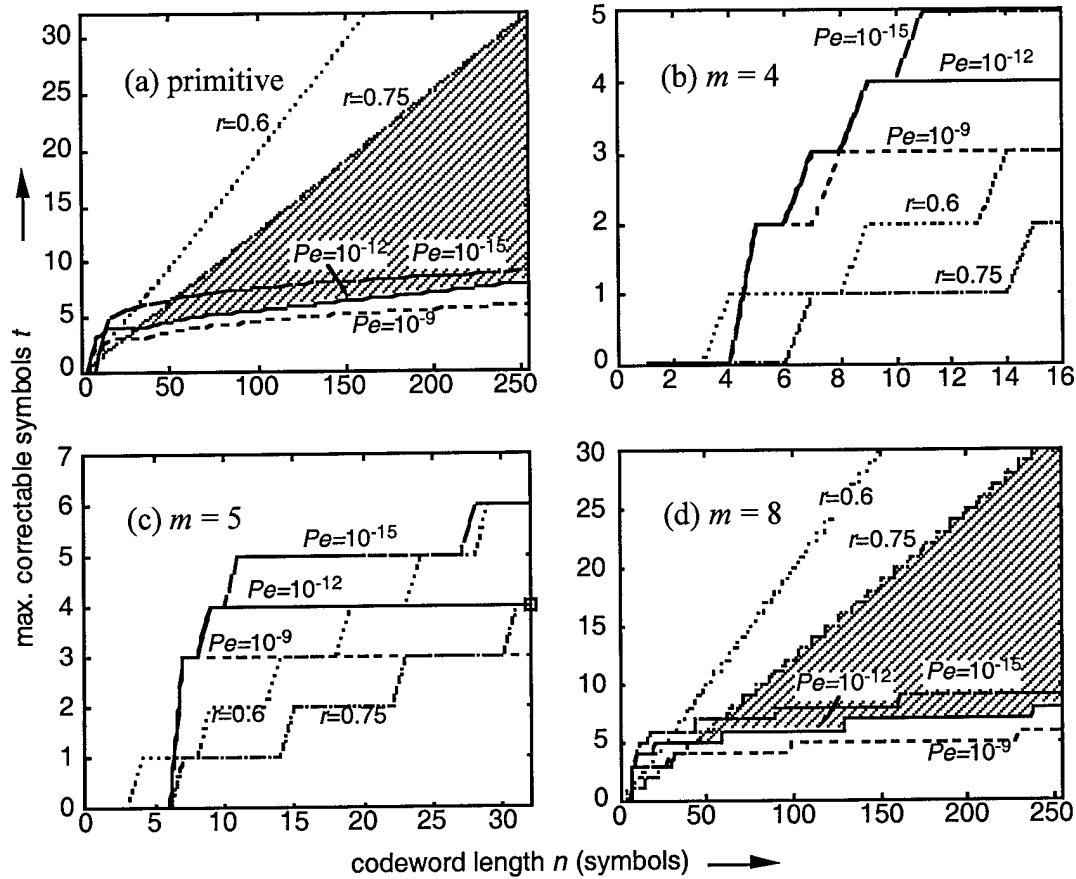 max. correctable symbols t
30
25
20
15
10
5
0
(a) primitive
r=0.6
r=0.75
Pe=10⁻¹²
Pe=10⁻¹⁵
Pe=10⁻⁹
0 50 100 150 200 250
5
4
3
2
1
0
(b) m = 4
Pe=10⁻¹⁵
Pe=10⁻¹²
Pe=10⁻⁹
r=0.6
r=0.75
0 2 4 6 8 10 12 14 16
7
6
5
4
3
2
1
0
(c) m = 5
Pe=10⁻¹⁵
Pe=10⁻¹²
Pe=10⁻⁹
r=0.6
r=0.75
0 5 10 15 20 25 30
30
25
20
15
10
5
0
(d) m = 8
r=0.6
r=0.75
Pe=10⁻¹²
Pe=10⁻¹⁵
Pe=10⁻⁹
0 50 100 150 200 250
codeword length n (symbols)